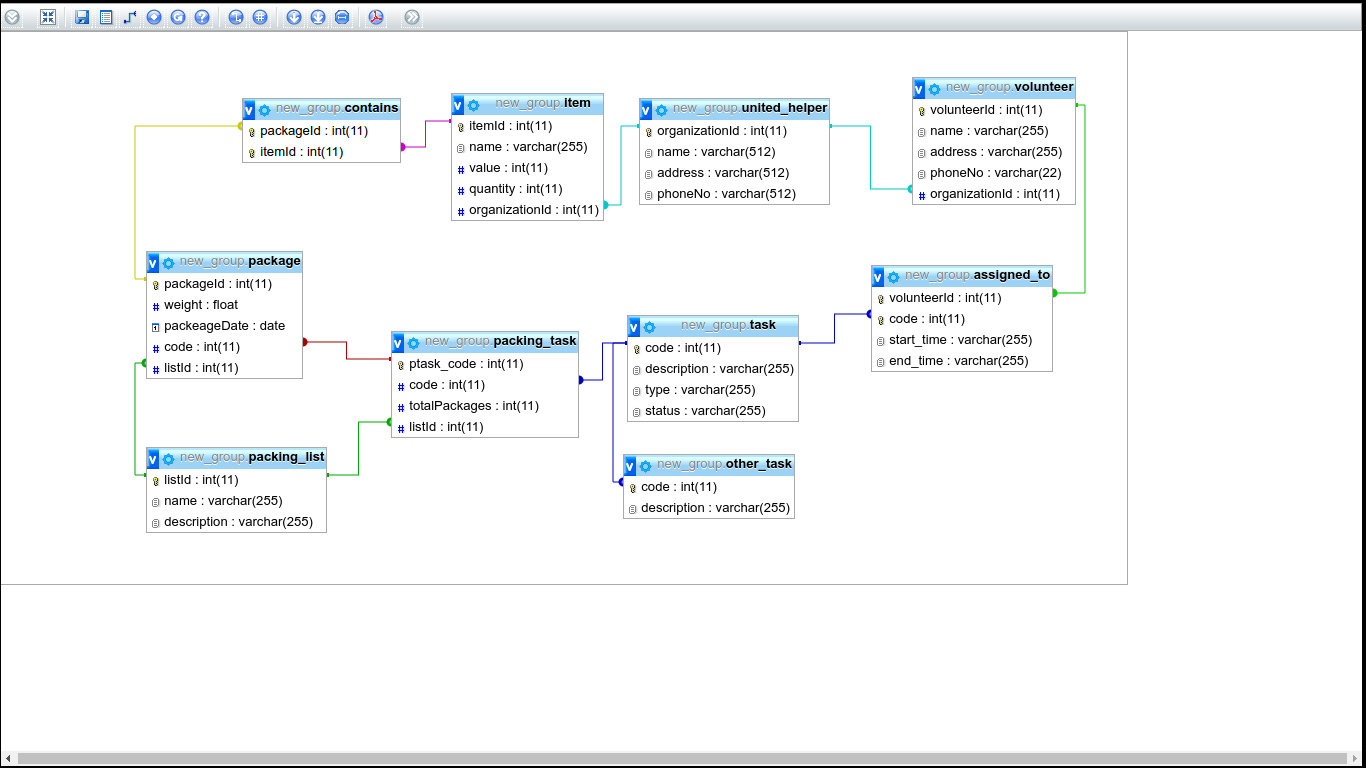 new_group.contains
packageId : int(11)
itemId : int(11)
new_group.item
itemId : int(11)
name : varchar(255)
value : int(11)
quantity : int(11)
organizationId : int(11)
new_group.united_helper
organizationId : int(11)
name : varchar(512)
address : varchar(512)
phoneNo : varchar(512)
new_group.volunteer
volunteerId : int(11)
name : varchar(255)
address : varchar(255)
phoneNo : varchar(22)
organizationId : int(11)
new_group.package
packageId : int(11)
weight : float
packeageDate : date
code : int(11)
listId : int(11)
new_group.packing_task
ptask_code : int(11)
code : int(11)
totalPackages : int(11)
listId : int(11)
new_group.task
code : int(11)
description : varchar(255)
type : varchar(255)
status : varchar(255)
new_group.assigned_to
volunteerId : int(11)
code : int(11)
start_time : varchar(255)
end_time : varchar(255)
new_group.packing_list
listId : int(11)
name : varchar(255)
description : varchar(255)
new_group.other_task
code : int(11)
description : varchar(255)